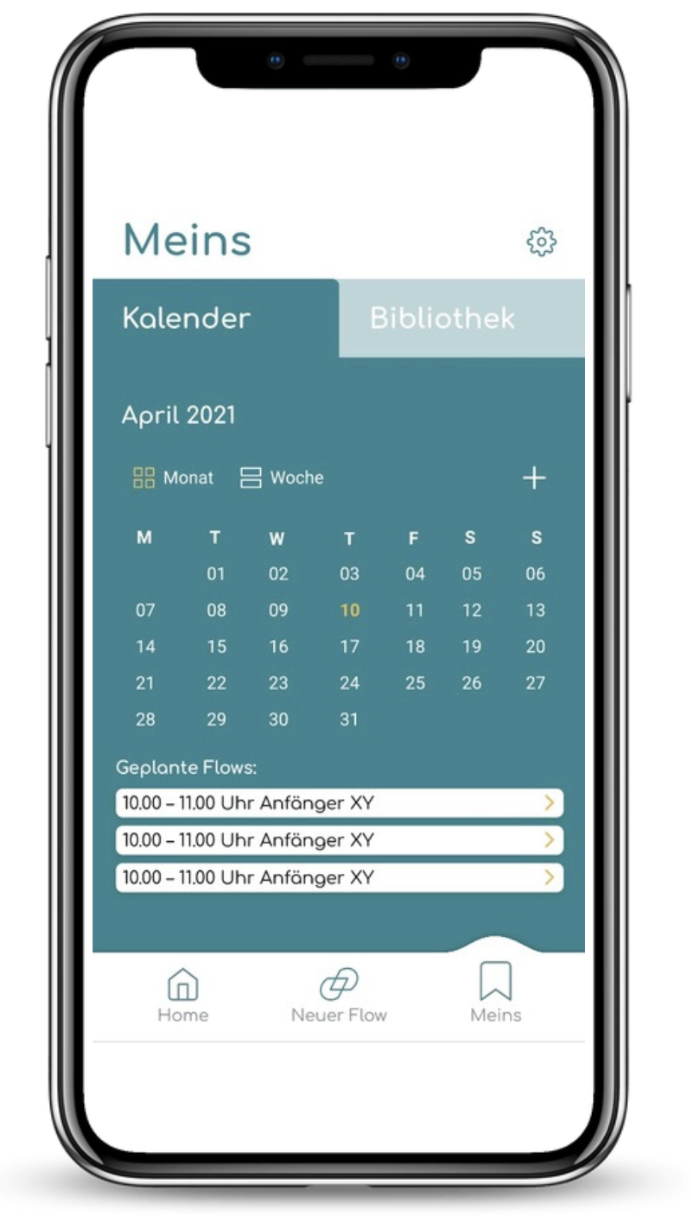 Meins
Kalender Bibliothek
April 2021
Monat Woche
M T W T F S S
01 02 03 04 05 06
07 08 09 10 11 12 13
14 15 16 17 18 19 20
21 22 23 24 25 26 27
28 29 30 31
Geplante Flows:
10.00 – 11.00 Uhr Anfänger XY
10.00 – 11.00 Uhr Anfänger XY
10.00 – 11.00 Uhr Anfänger XY
Home Neuer Flow Meins